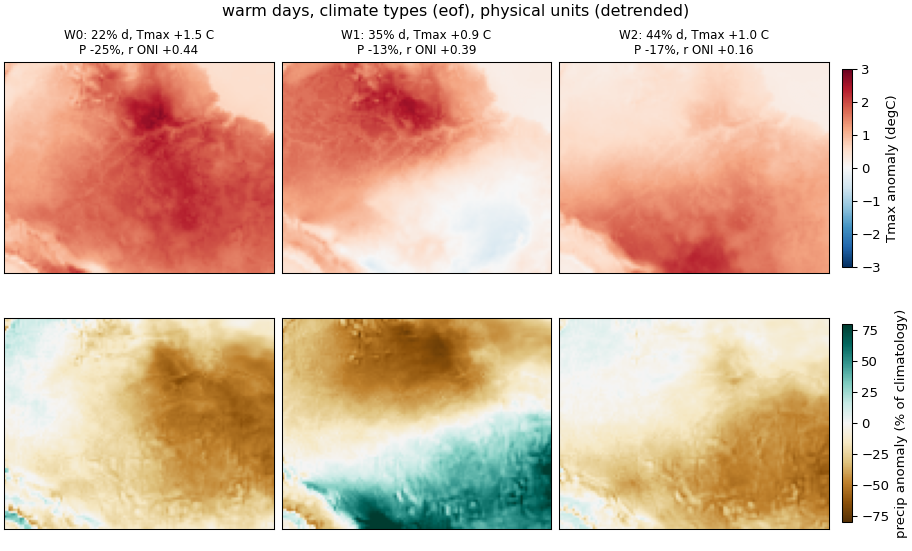 warm days, climate types (eof), physical units (detrended)
W0: 22% d, Tmax +1.5 C
P -25%, r ONI +0.44
W1: 35% d, Tmax +0.9 C
P -13%, r ONI +0.39
W2: 44% d, Tmax +1.0 C
P -17%, r ONI +0.16
3
2
1
0
−1
−2
−3
Tmax anomaly (degC)
75
50
25
0
−25
−50
−75
precip anomaly (% of climatology)